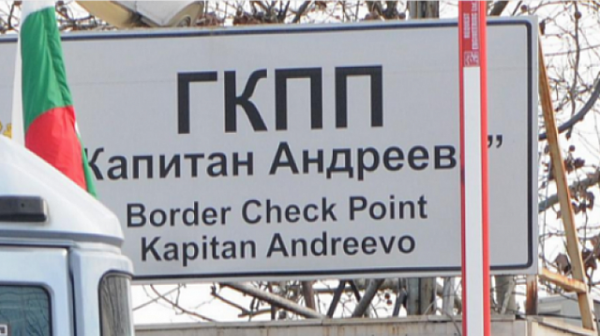 ГКПП
Капитан Андреев ”
Border Check Point
Kapitan Andreevo